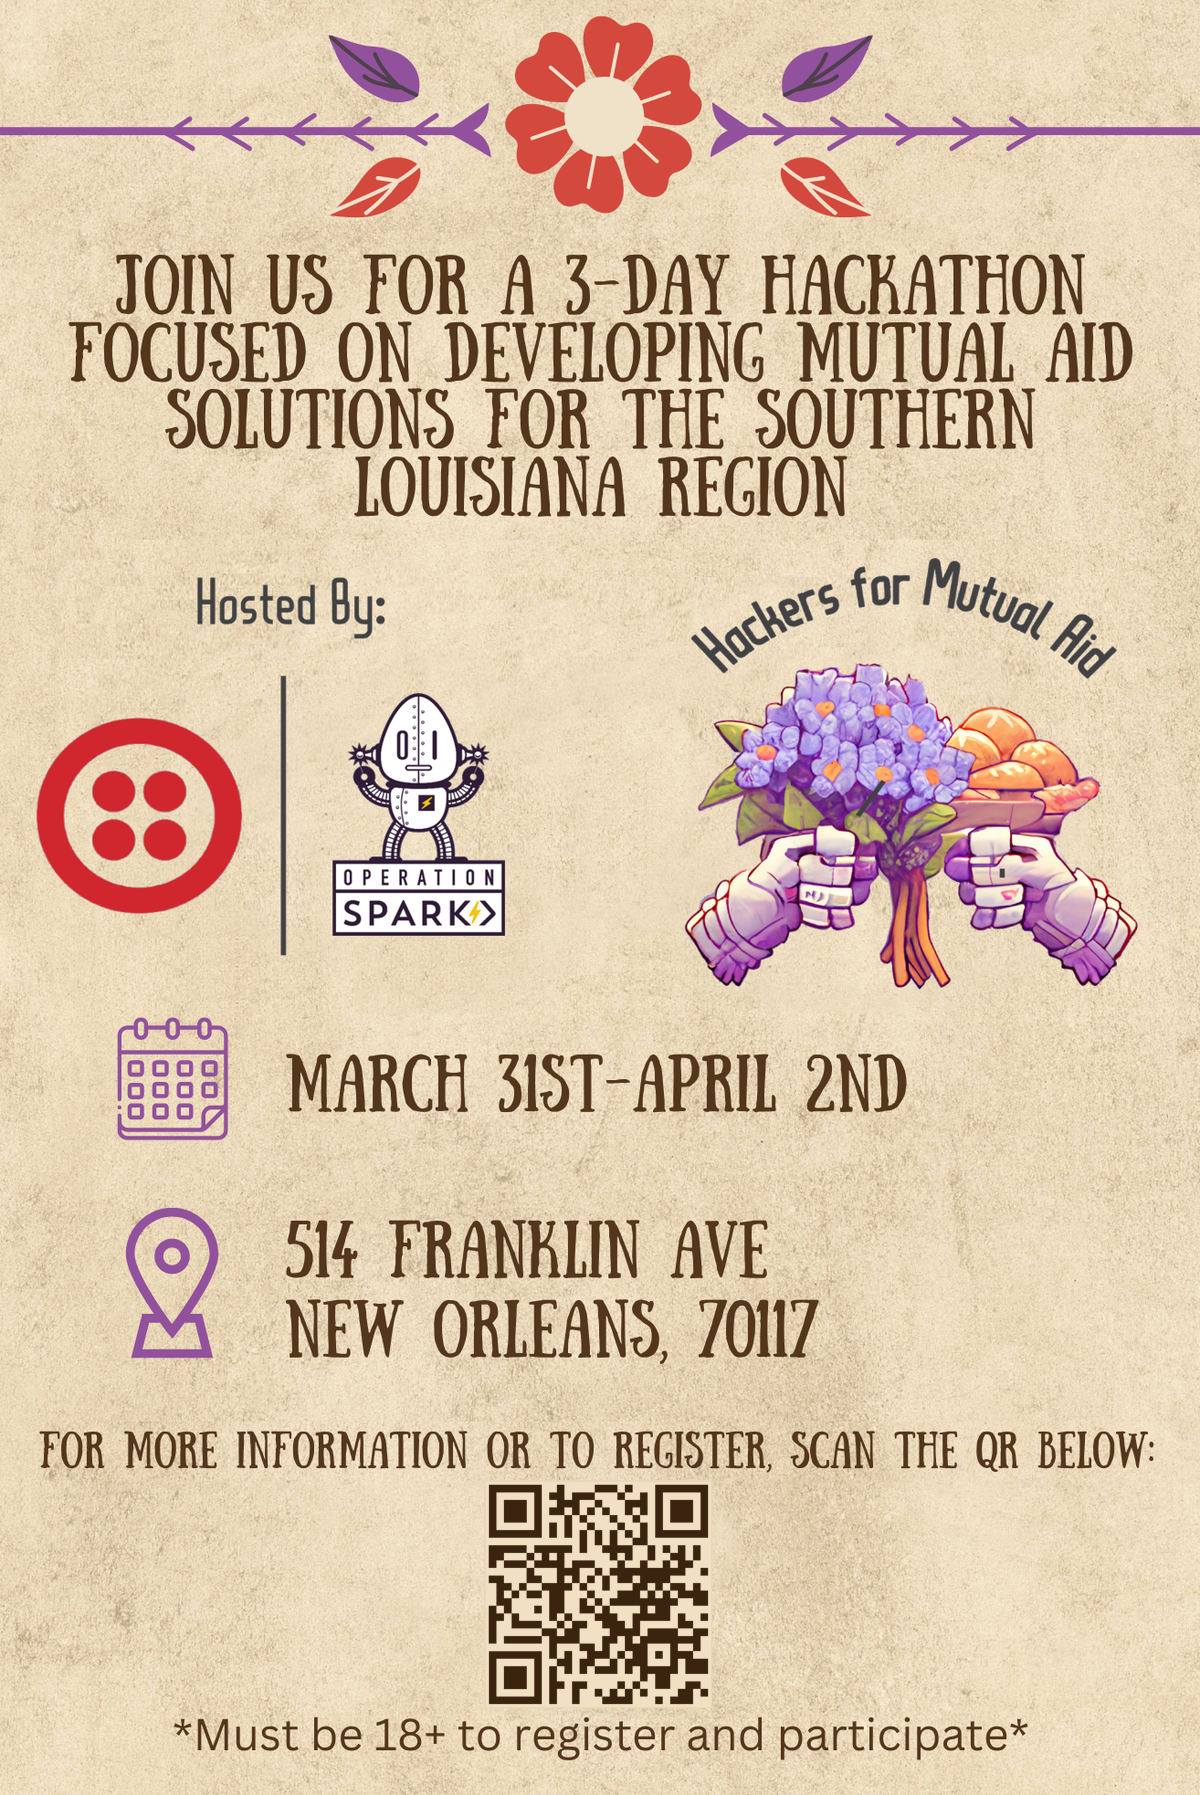 JOIN US FOR A 3-DAY HACKATHON
FOCUSED ON DEVELOPING MUTUAL AID
SOLUTIONS FOR THE SOUTHERN
LOUISIANA REGION
Hosted By:
Hackers for Mutual Aid
01
OPERATION
SPARK
MARCH 31ST-APRIL 2ND
514 FRANKLIN AVE
NEW ORLEANS, 70117
FOR MORE INFORMATION OR TO REGISTER, SCAN THE QR BELOW:
*Must be 18+ to register and participate*